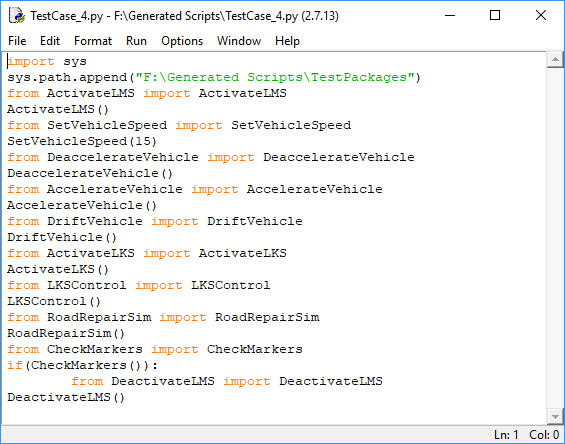 TestCase_4.py - F:\Generated Scripts\TestCase_4.py (2.7.13)
File Edit Format Run Options Window Help
import sys
sys.path.append("F:\Generated Scripts\TestPackages")
from ActivateLMS import ActivateLMS
ActivateLMS()
from SetVehicleSpeed import SetVehicleSpeed
SetVehicleSpeed(15)
from DeaccelerateVehicle import DeaccelerateVehicle
DeaccelerateVehicle()
from AccelerateVehicle import AccelerateVehicle
AccelerateVehicle()
from DriftVehicle import DriftVehicle
DriftVehicle()
from ActivateLKS import ActivateLKS
ActivateLKS()
from LKSControl import LKSControl
LKSControl()
from RoadRepairSim import RoadRepairSim
RoadRepairSim()
from CheckMarkers import CheckMarkers
if(CheckMarkers()):
        from DeactivateLMS import DeactivateLMS
DeactivateLMS()
Ln: 1 Col: 0